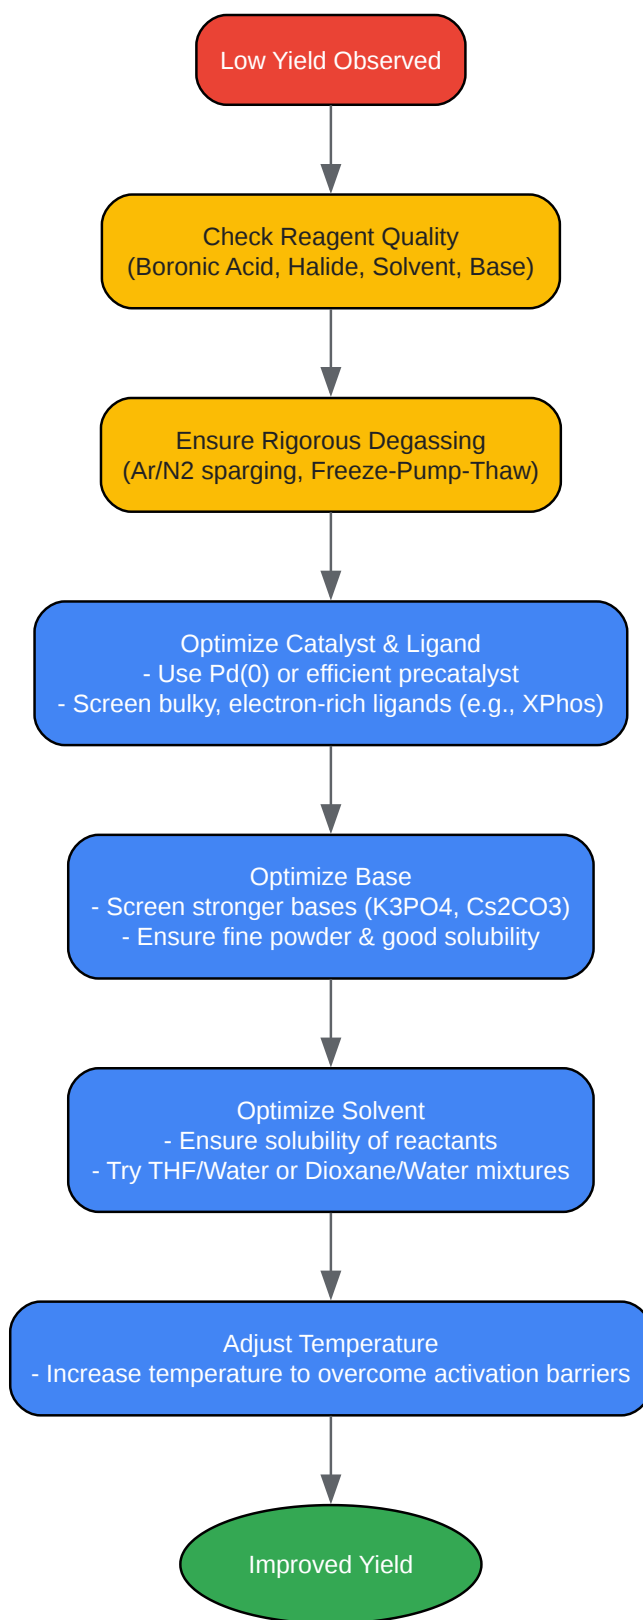 Low Yield Observed
Check Reagent Quality
(Boronic Acid, Halide, Solvent, Base)
Ensure Rigorous Degassing
(Ar/N2 sparging, Freeze-Pump-Thaw)
Optimize Catalyst & Ligand
- Use Pd(0) or efficient precatalyst
- Screen bulky, electron-rich ligands (e.g., XPhos)
Optimize Base
- Screen stronger bases (K3PO4, Cs2CO3)
- Ensure fine powder & good solubility
Optimize Solvent
- Ensure solubility of reactants
- Try THF/Water or Dioxane/Water mixtures
Adjust Temperature
- Increase temperature to overcome activation barriers
Improved Yield